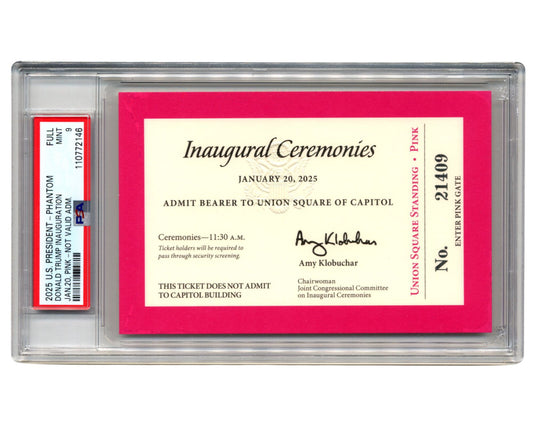 2025 U.S. PRESIDENT - PHANTOM
DONALD TRUMP INAUGURATION
JAN20. PINK - NOT VALID ADM.
FULL
MINT
9
110772146
PSA
Inaugural Ceremonies
JANUARY 20, 2025
ADMIT BEARER TO UNION SQUARE OF CAPITOL
Ceremonies—11:30 A.M.
Ticket holders will be required to
pass through security screening.
THIS TICKET DOES NOT ADMIT
TO CAPITOL BUILDING
Amy Klobuchar
Amy Klobuchar
Chairwoman
Joint Congressional Committee
on Inaugural Ceremonies
UNION SQUARE STANDING • PINK
No. 21409
ENTER PINK GATE